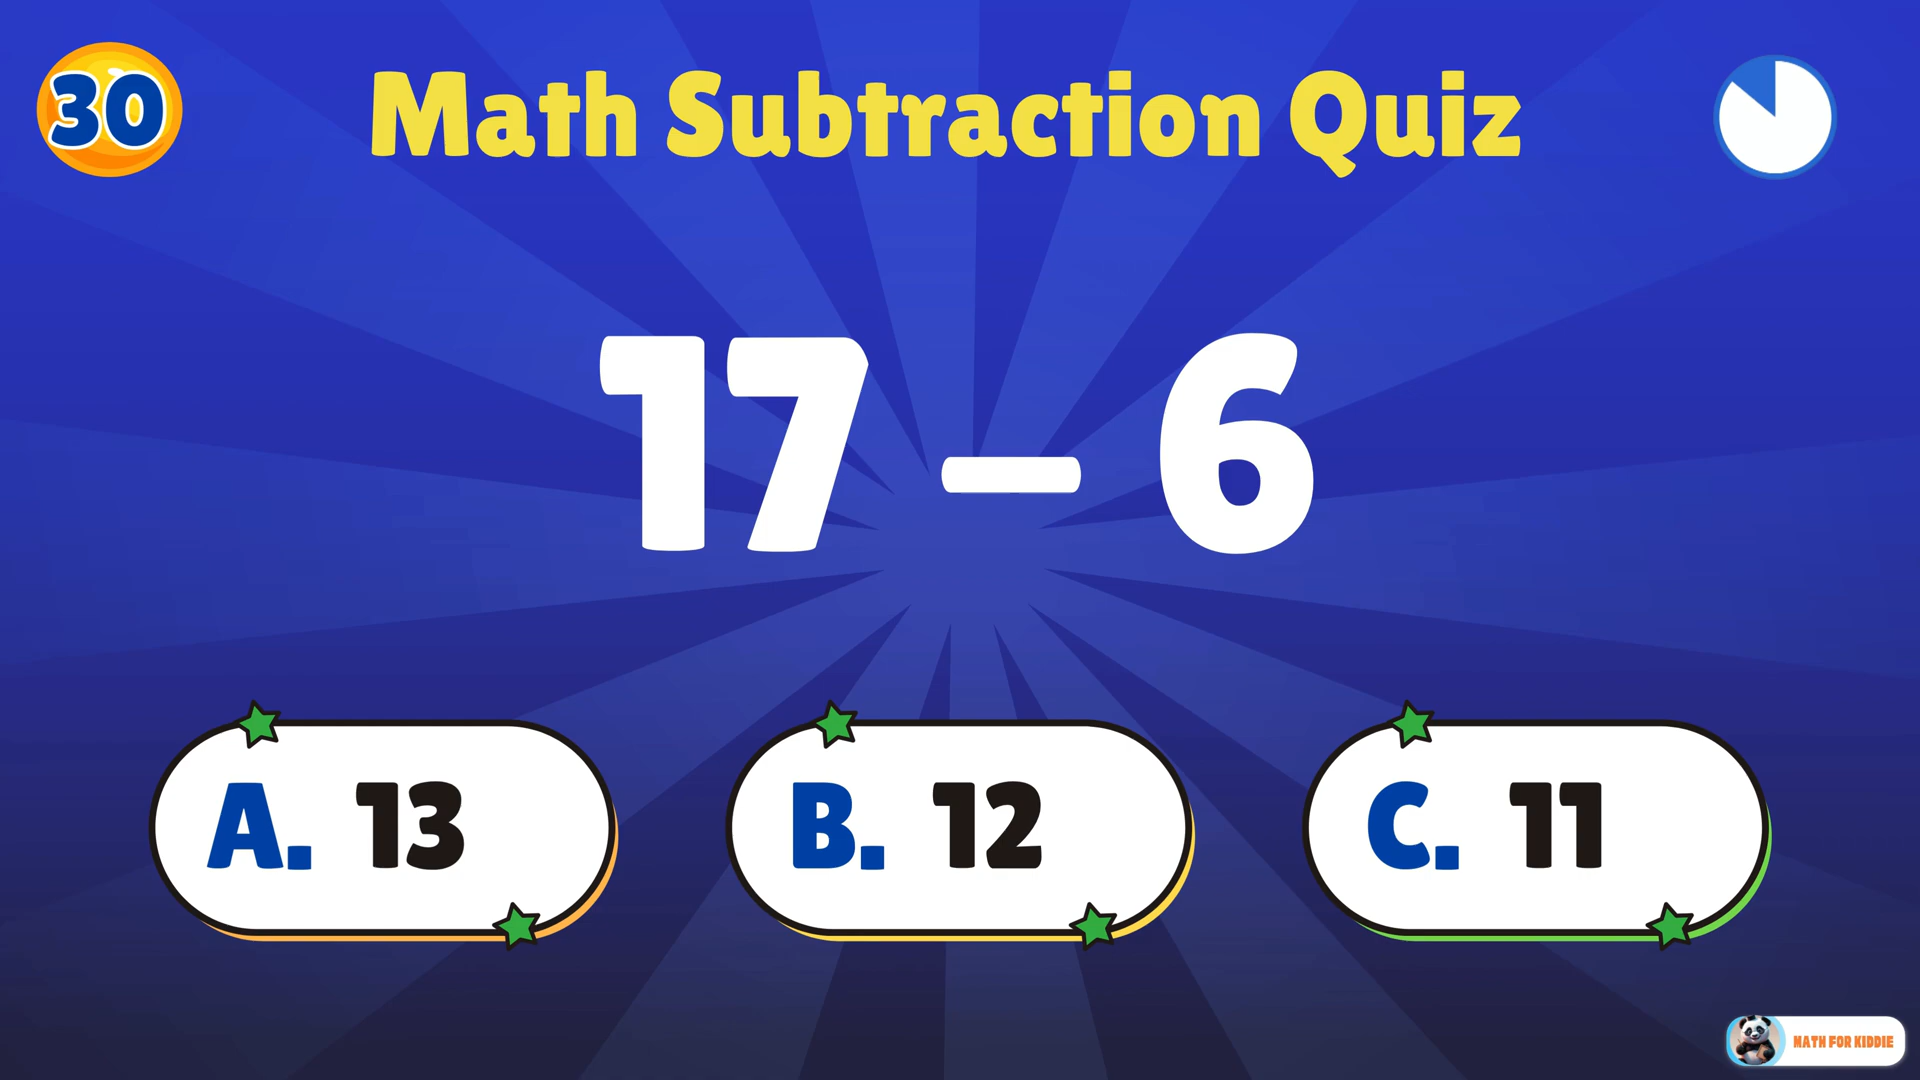 30
Math Subtraction Quiz
17 – 6
A. 13
B. 12
C. 11
MATH FOR KIDDIE